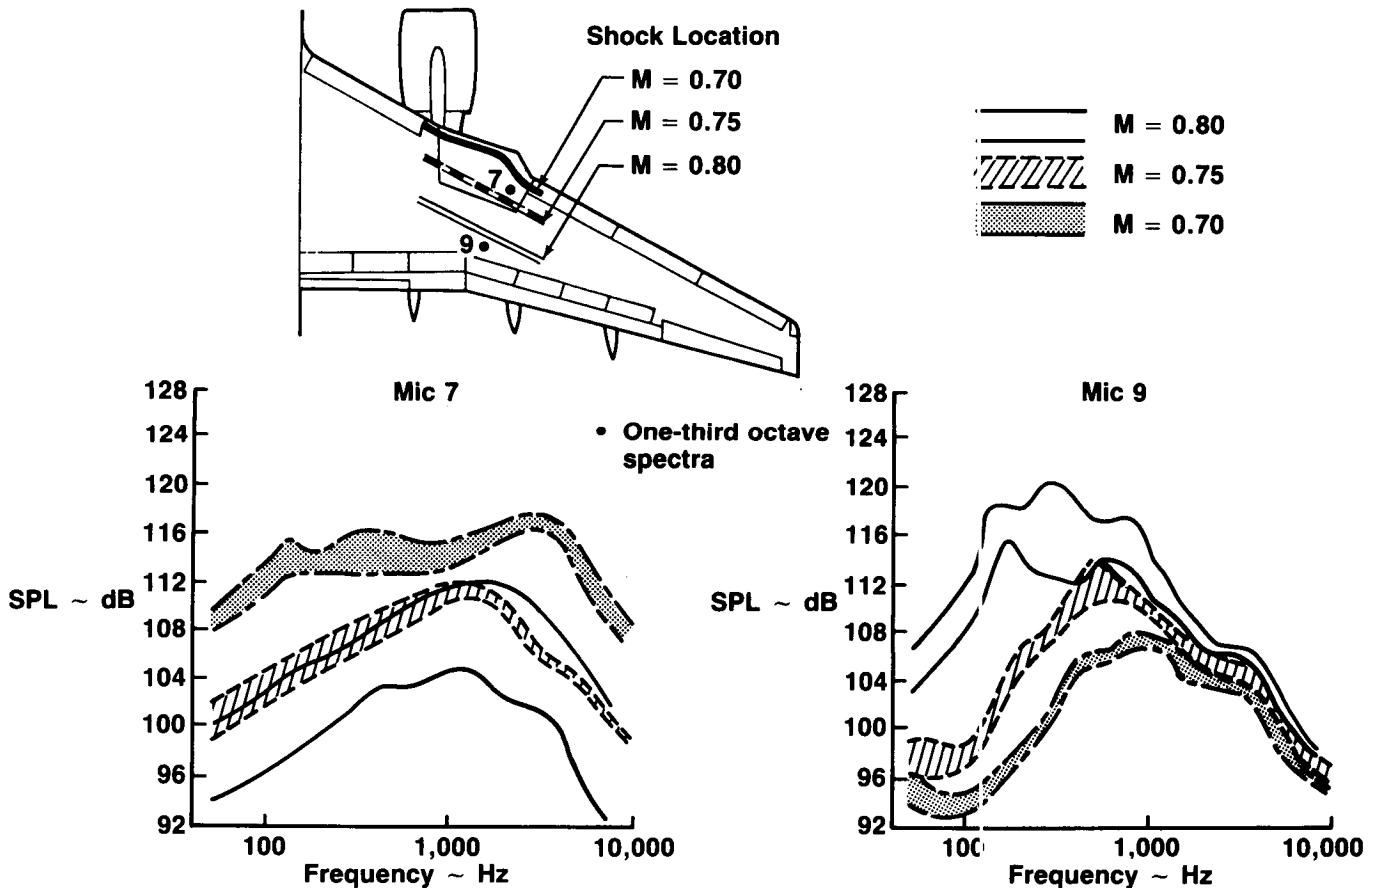 Shock Location
M = 0.70
M = 0.75
M = 0.80
7
9
M = 0.80
M = 0.75
M = 0.70
Mic 7
128
124
120
116
112
108
104
100
96
92
SPL ~ dB
100
1,000
10,000
Frequency ~ Hz
• One-third octave
spectra
Mic 9
128
124
120
116
112
108
104
100
96
92
SPL ~ dB
100
1,000
10,000
Frequency ~ Hz